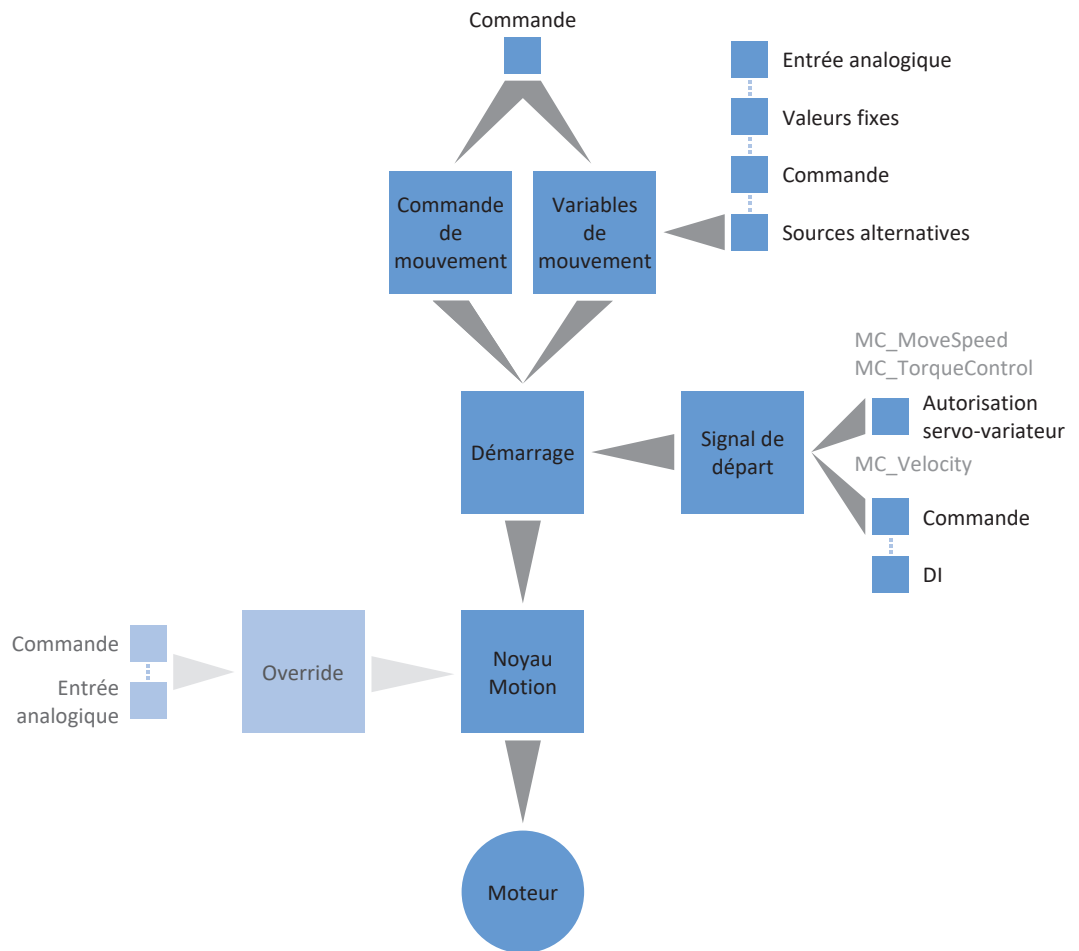 Commande
Entrée analogique
Valeurs fixes
Commande
Sources alternatives
Commande
de
mouvement
Variables
de
mouvement
MC_MoveSpeed
MC_TorqueControl
Autorisation
servo-variateur
MC_Velocity
Commande
DI
Démarrage
Signal de
départ
Commande
Entrée
analogique
Override
Noyau
Motion
Moteur